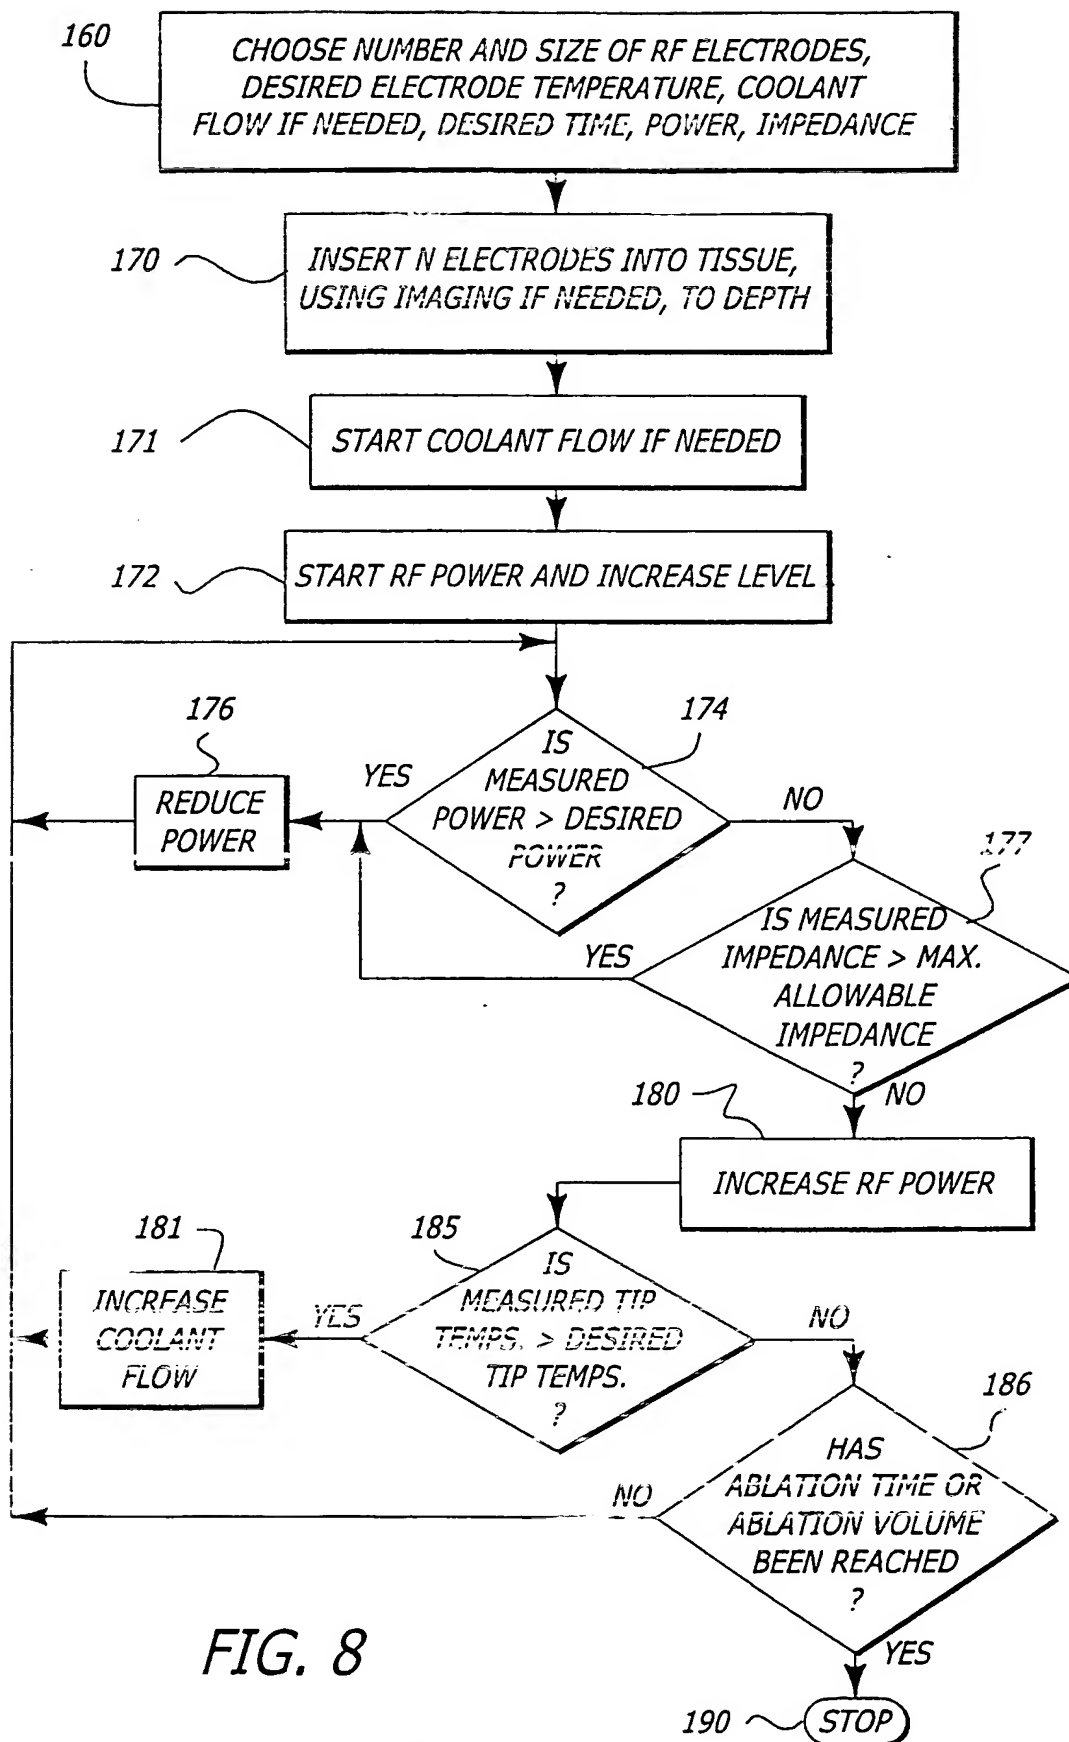 160
CHOOSE NUMBER AND SIZE OF RF ELECTRODES,
DESIRED ELECTRODE TEMPERATURE, COOLANT
FLOW IF NEEDED, DESIRED TIME, POWER, IMPEDANCE
170
INSERT N ELECTRODES INTO TISSUE,
USING IMAGING IF NEEDED, TO DEPTH
171
START COOLANT FLOW IF NEEDED
172
START RF POWER AND INCREASE LEVEL
174
IS
MEASURED
POWER > DESIRED
POWER
?
YES
176
REDUCE
POWER
NO
177
IS MEASURED
IMPEDANCE > MAX.
ALLOWABLE
IMPEDANCE
?
YES
NO
180
INCREASE RF POWER
185
IS
MEASURED TIP
TEMPS. > DESIRED
TIP TEMPS.
?
YES
181
INCREASE
COOLANT
FLOW
NO
186
HAS
ABLATION TIME OR
ABLATION VOLUME
BEEN REACHED
?
NO
YES
190
STOP
FIG. 8